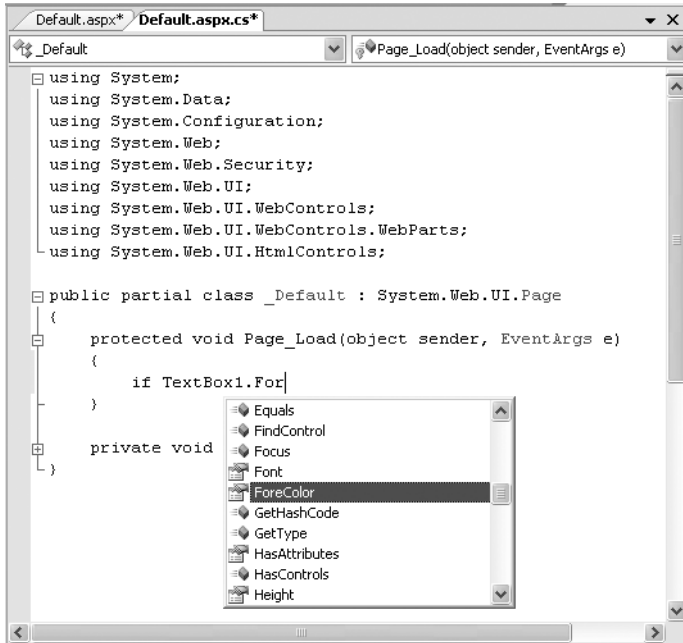 Default.aspx* Default.aspx.cs*
_Default Page_Load(object sender, EventArgs e)
using System;
using System.Data;
using System.Configuration;
using System.Web;
using System.Web.Security;
using System.Web.UI;
using System.Web.UI.WebControls;
using System.Web.UI.WebControls.WebParts;
using System.Web.UI.HtmlControls;
public partial class _Default : System.Web.UI.Page
{
protected void Page_Load(object sender, EventArgs e)
{
if TextBox1.For
}
private void
}
Equals
FindControl
Focus
Font
ForeColor
GetHashCode
GetType
HasAttributes
HasControls
Height